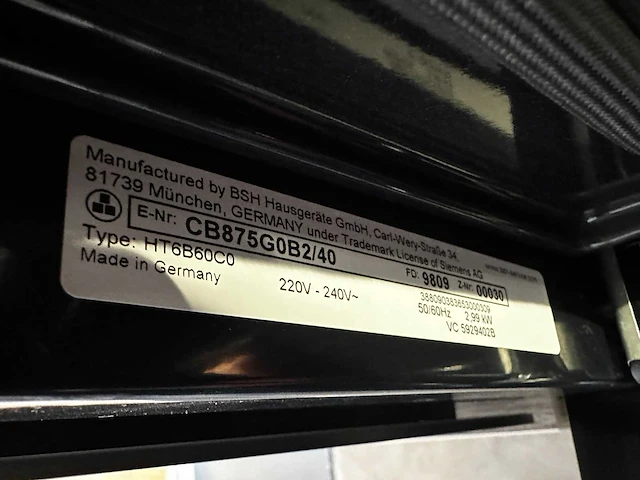 Manufactured by BSH Hausgeräte GmbH, Carl-Wery-Straße 34,
81739 München, GERMANY under Trademark License of Siemens AG
E-Nr: CB875G0B2/40 FD: 9809 Z-Nr: 00030
Type: HT6B60C0
Made in Germany
220V - 240V~
388090383653000309
50/60Hz 2,99 kW
VC 5929402B